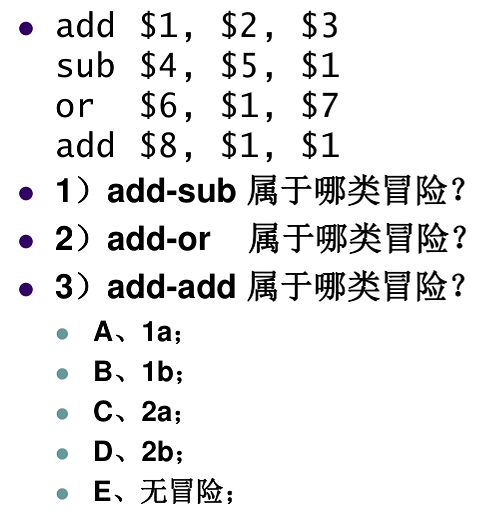 add $1, $2, $3
sub $4, $5, $1
or $6, $1, $7
add $8, $1, $1
1）add-sub 属于哪类冒险？
2）add-or 属于哪类冒险？
3）add-add 属于哪类冒险？
A、1a；
B、1b；
C、2a；
D、2b；
E、无冒险；